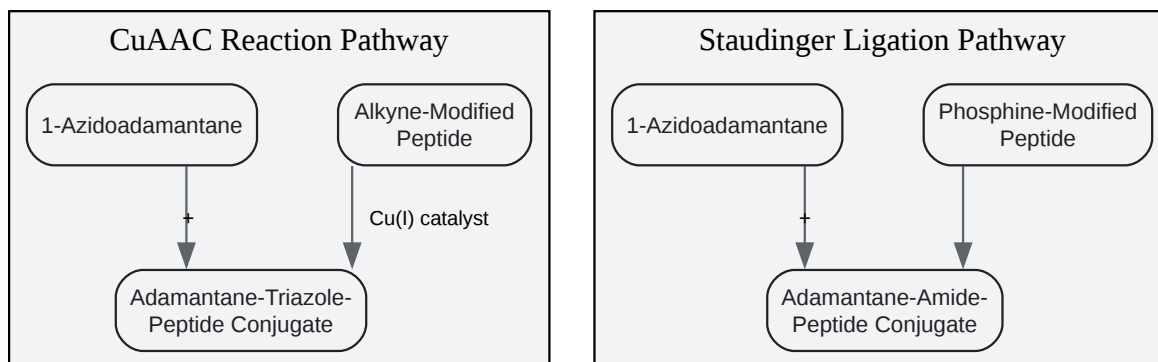 CuAAC Reaction Pathway
1-Azidoadamantane
Alkyne-Modified
Peptide
+
Cu(I) catalyst
Adamantane-Triazole-
Peptide Conjugate
Staudinger Ligation Pathway
1-Azidoadamantane
Phosphine-Modified
Peptide
+
Adamantane-Amide-
Peptide Conjugate